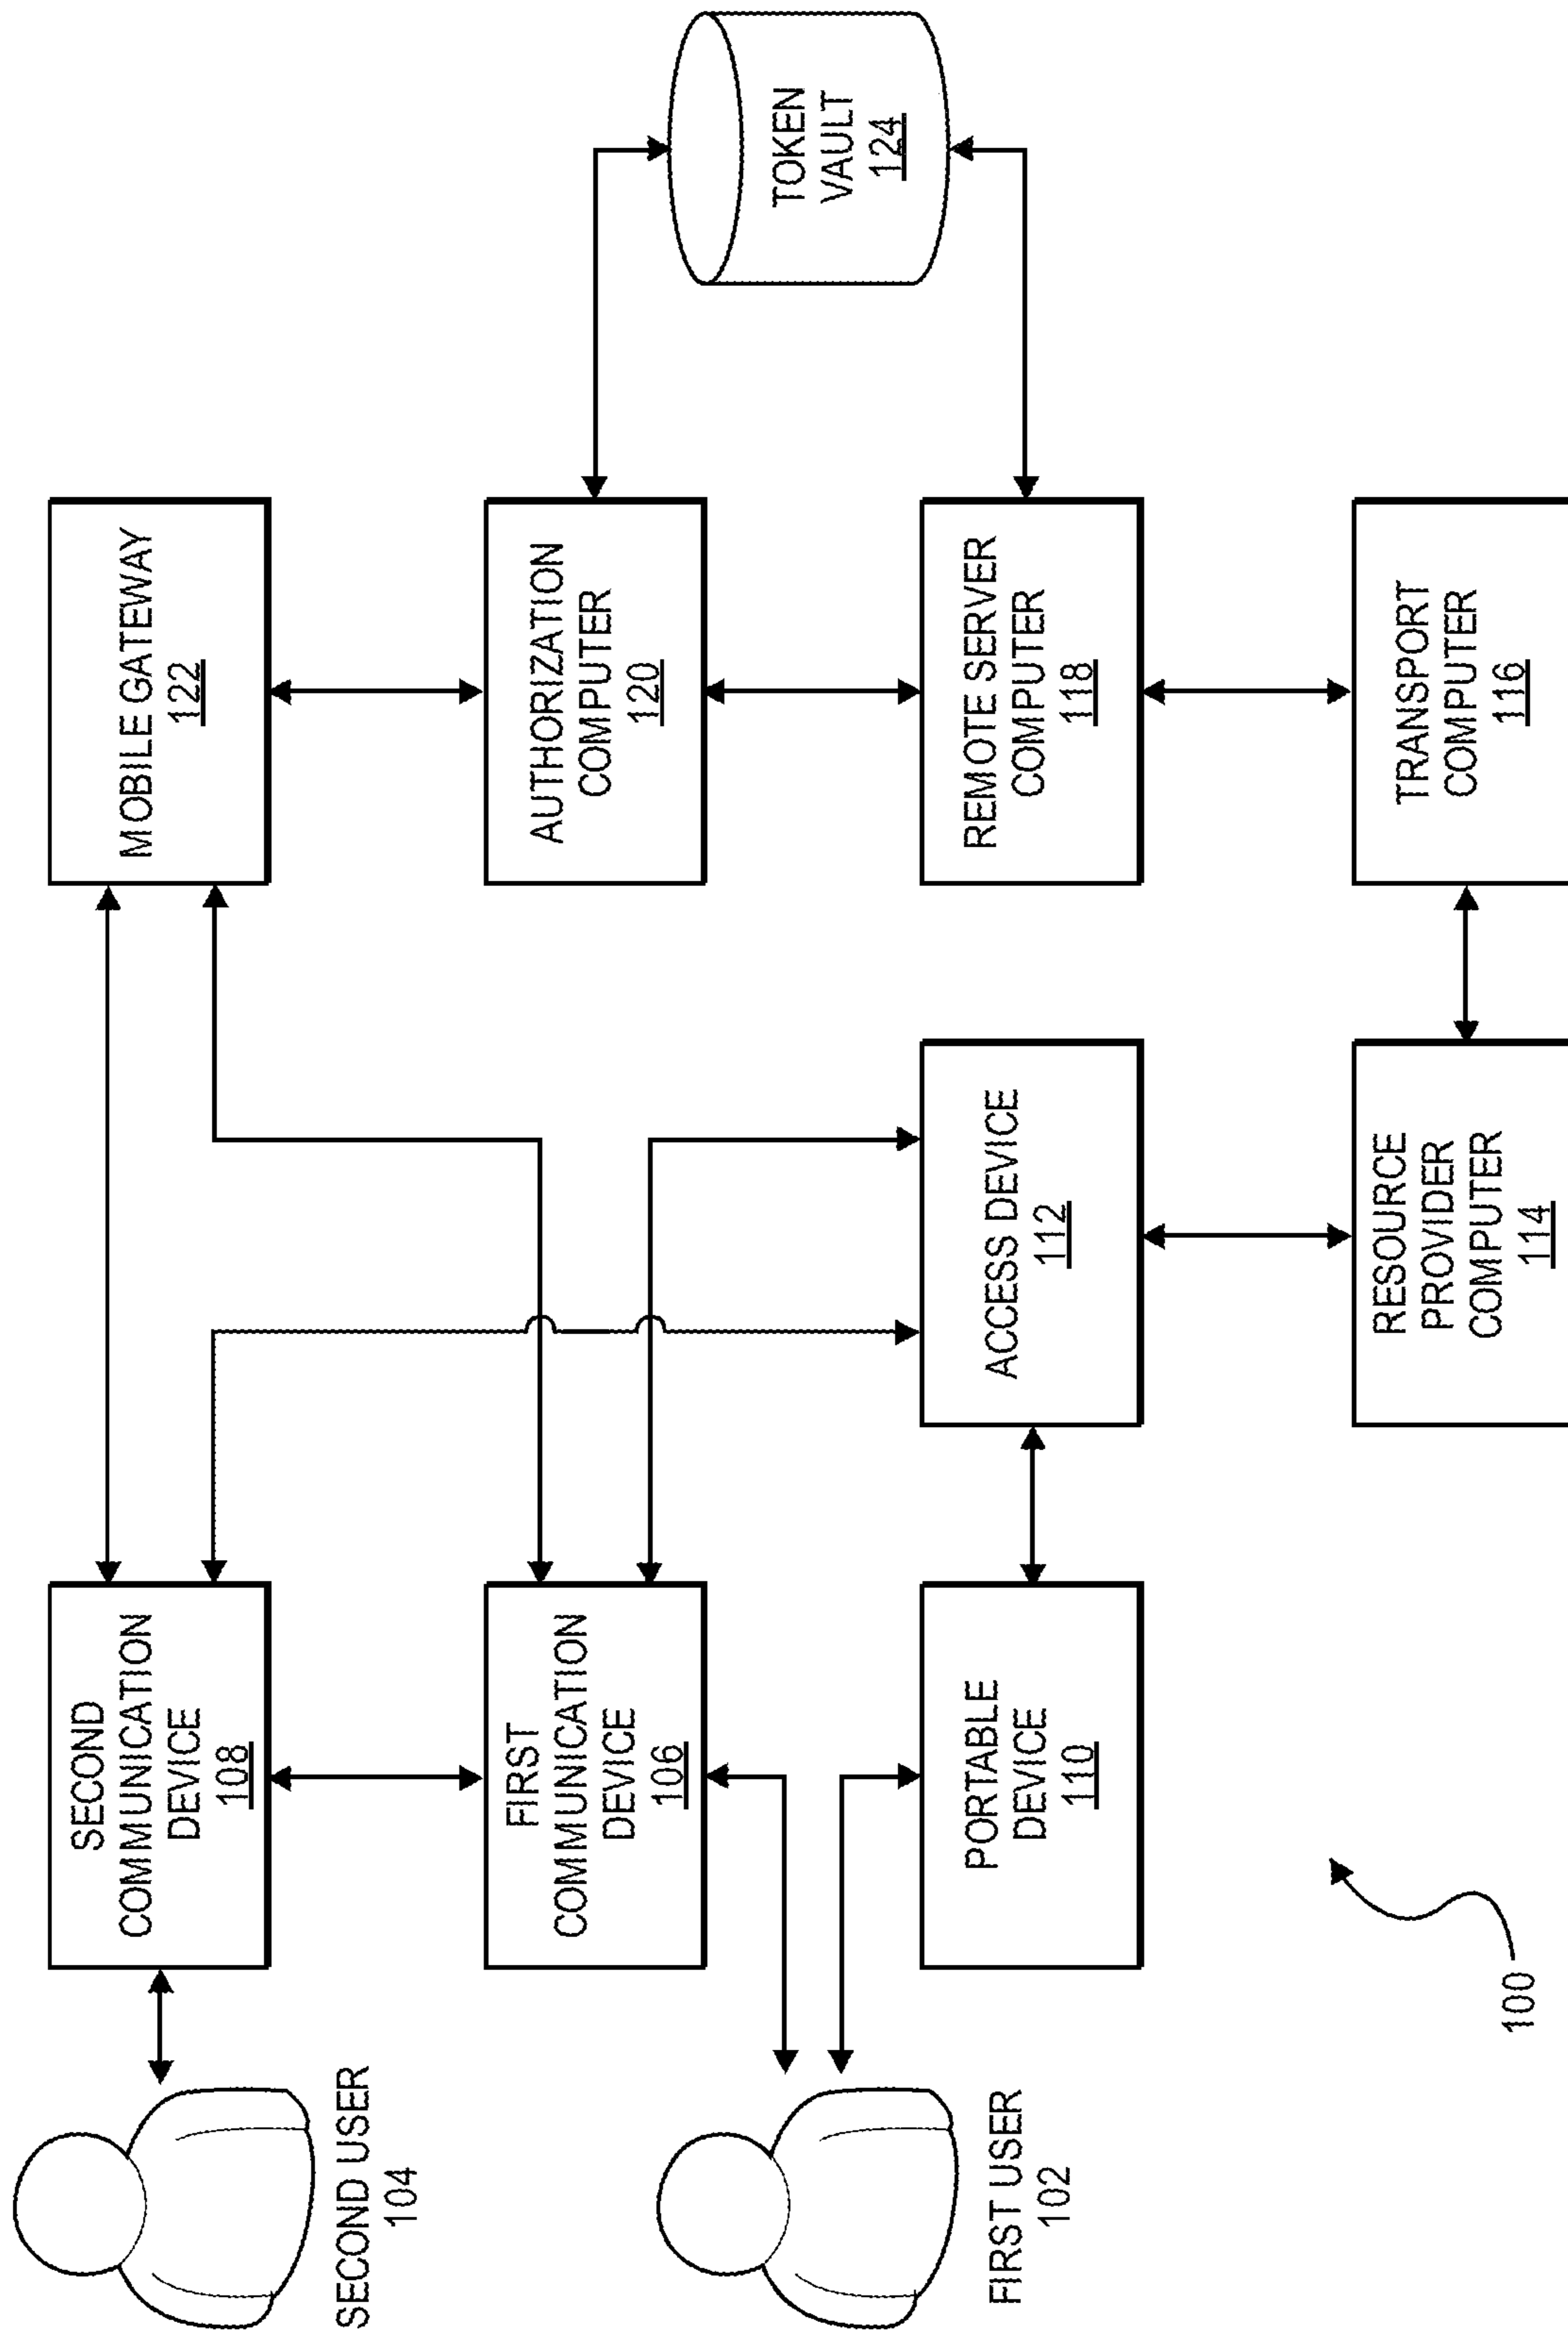 SECOND USER
104
SECOND
COMMUNICATION
DEVICE
108
MOBILE GATEWAY
122
FIRST
COMMUNICATION
DEVICE
106
AUTHORIZATION
COMPUTER
120
TOKEN
VAULT
124
FIRST USER
102
PORTABLE
DEVICE
110
ACCESS DEVICE
112
REMOTE SERVER
COMPUTER
118
RESOURCE
PROVIDER
COMPUTER
114
TRANSPORT
COMPUTER
116
100